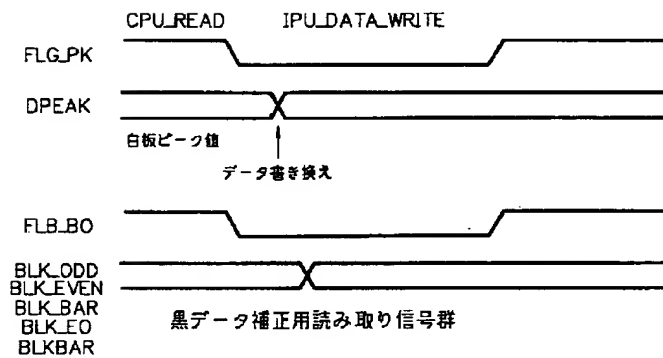 CPU_READ IPU_DATA_WRITE
FLG_PK
DPEAK
白板ピーク値
データ書き換え
FLB_BO
BLK_ODD
BLK_EVEN
BLK_BAR
BLK_EO
BLKBAR
黒データ補正用読み取り信号群